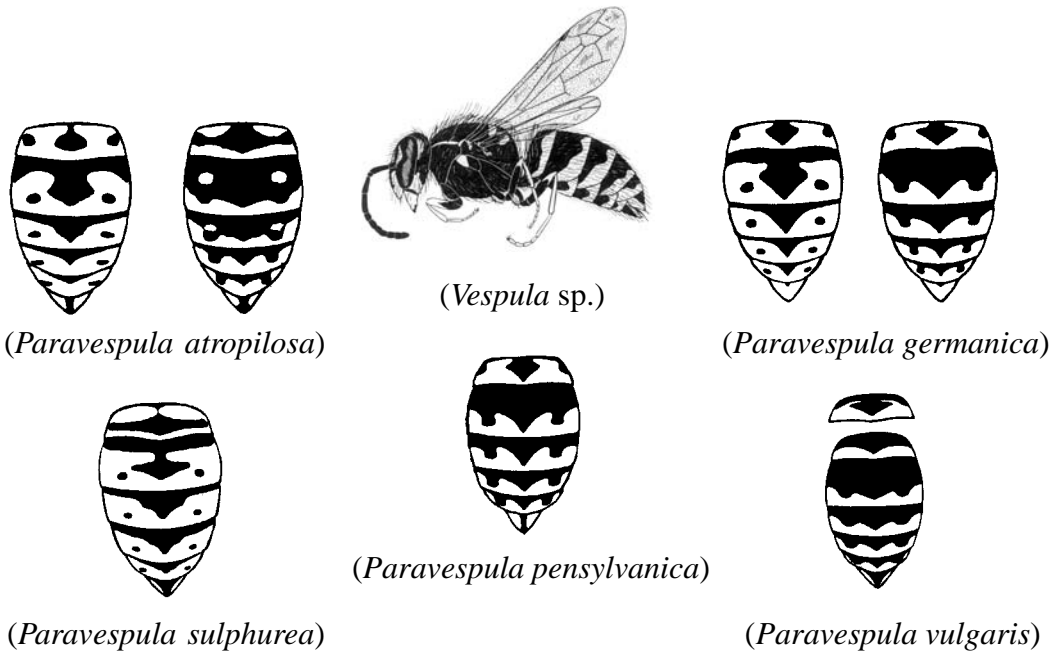 (Vespula sp.)
(Paravespula atropilosa)
(Paravespula germanica)
(Paravespula pensylvanica)
(Paravespula sulphurea)
(Paravespula vulgaris)